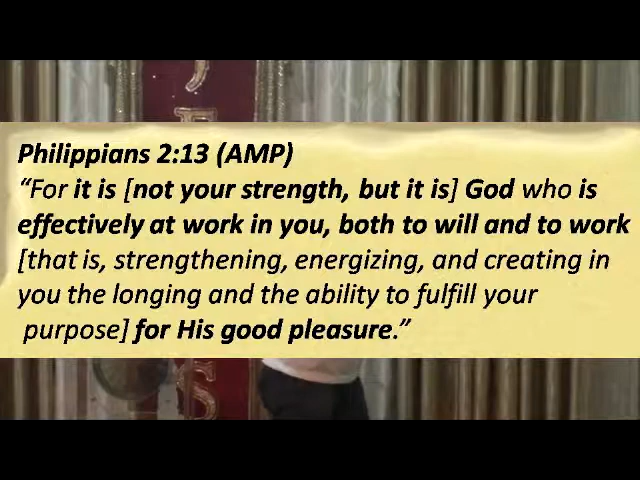 J
E
Philippians 2:13 (AMP)
“For it is [not your strength, but it is] God who is
effectively at work in you, both to will and to work
[that is, strengthening, energizing, and creating in
you the longing and the ability to fulfill your
purpose] for His good pleasure.”
S